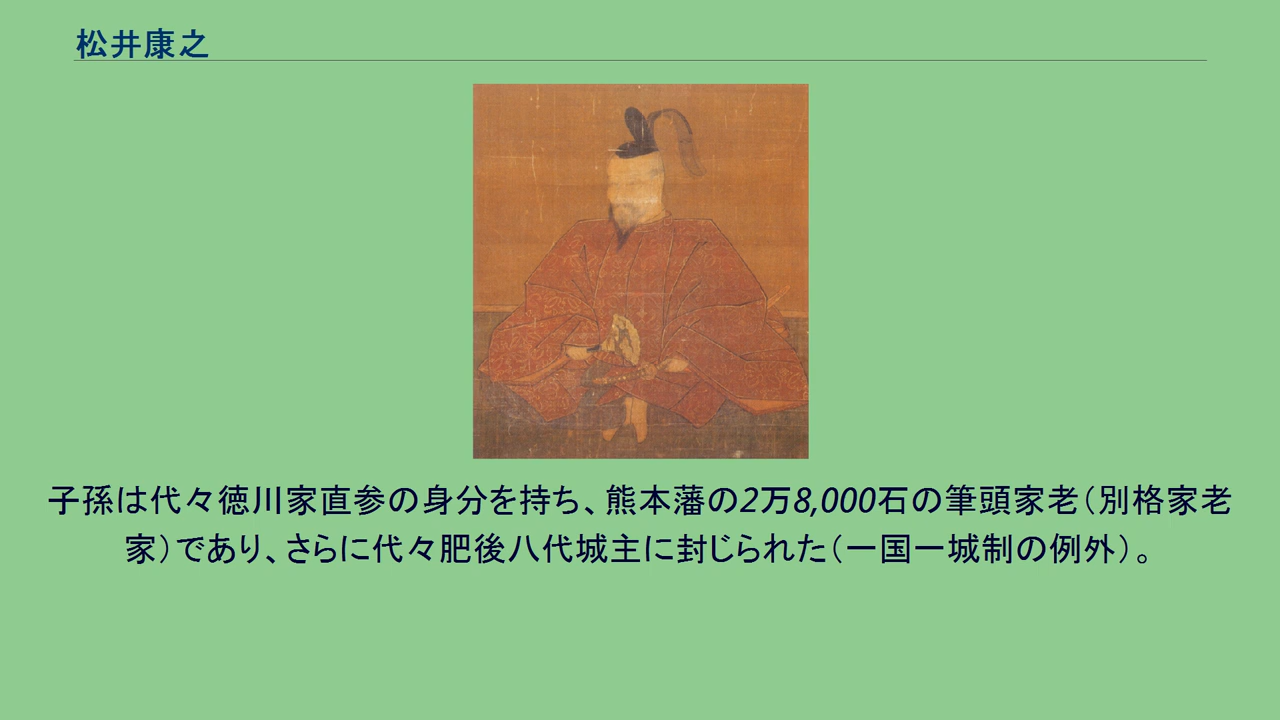 松井康之
子孫は代々徳川家直参の身分を持ち、熊本藩の2万8,000石の筆頭家老（別格家老
家）であり、さらに代々肥後八代城主に封じられた（一国一城制の例外）。